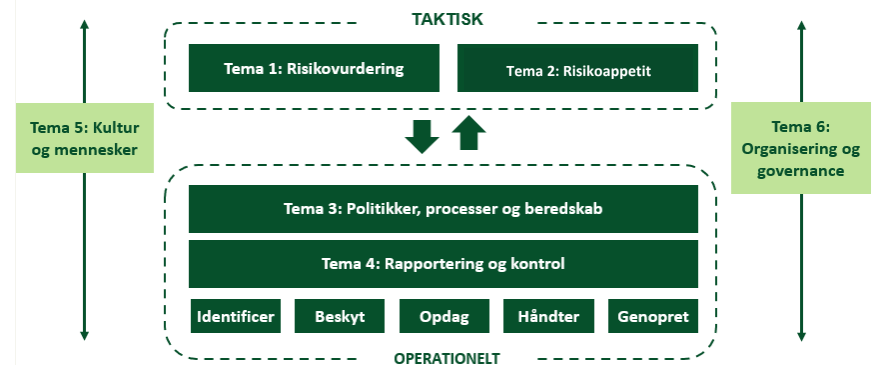 TAKTISK
Tema 1: Risikovurdering
Tema 2: Risikoappetit
Tema 5: Kultur
og mennesker
Tema 6:
Organisering og
governance
Tema 3: Politikker, processer og beredskab
Tema 4: Rapportering og kontrol
Identificer
Beskyt
Opdag
Håndter
Genopret
OPERATIONELT